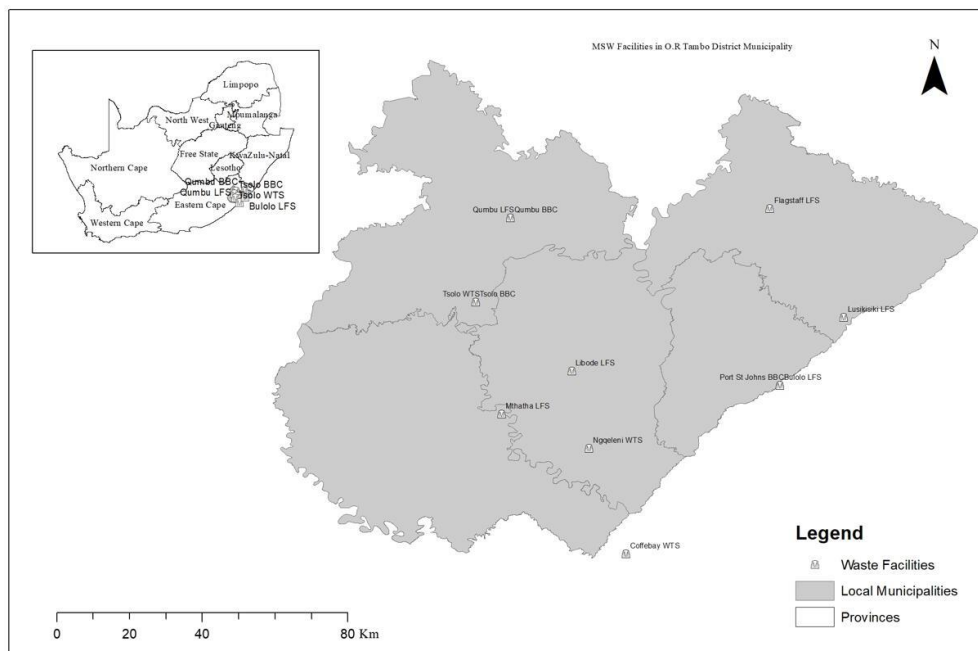 MSW Facilities in O.R Tambo District Municipality
N
Limpopo
North West
Mpumalanga
Gauteng
Free State
KwaZulu-Natal
Northern Cape
Lesotho
Qumbu BBC
Tsolo BBC
Qumbu LFS
Tsolo WTS
Eastern Cape
Bulolo LFS
Western Cape
Qumbu LFSQumbu BBC
Flagstaff LFS
Tsolo WTSTsolo BBC
Lusikisiki LFS
Libode LFS
Port St Johns BBCBulolo LFS
Mthatha LFS
Ngqeleni WTS
Coffebay WTS
Legend
Waste Facilities
Local Municipalities
Provinces
0 20 40 80 Km